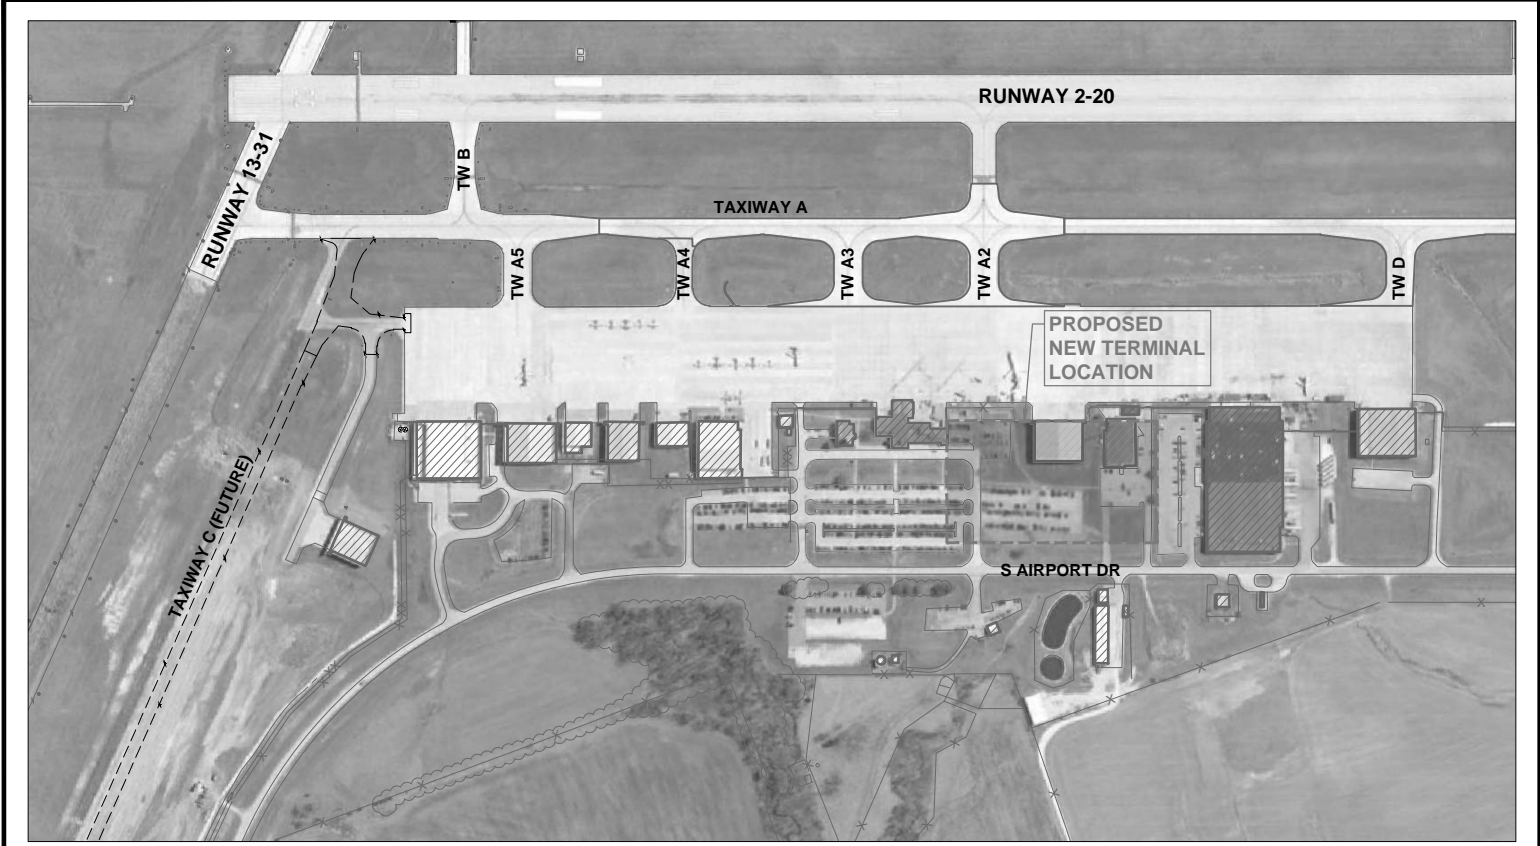 RUNWAY 2-20
RUNWAY 13-31
TW B
TAXIWAY A
TW A5
TW A4
TW A3
TW A2
TW D
PROPOSED
NEW TERMINAL
LOCATION
TAXIWAY C (FUTURE)
S AIRPORT DR